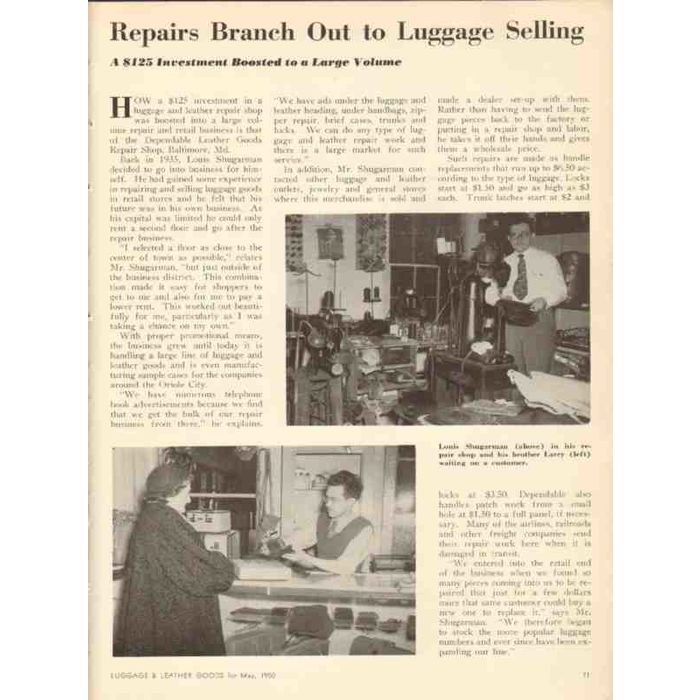 Repairs Branch Out to Luggage Selling
A $125 Investment Boosted to a Large Volume
HOW a $125 investment in a
luggage and leather repair shop
was boosted into a large vol-
ume repair and retail business is that
of the Dependable Leather Goods
Repair Shop, Baltimore, Md.
Back in 1935, Louis Shugarman
decided to go into business for him-
self. He had gained some experience
in repairing and selling luggage goods
in retail stores and he felt that his
future was in his own business. As
his capital was limited he could only
rent a second floor and go after the
repair business.
"I selected a floor as close to the
center of town as possible," relates
Mr. Shugarman, "but just outside of
the business district. This combina-
tion made it easy for shoppers to
get to me and also for me to pay a
lower rent. This worked out beauti-
fully for me, particularly as I was
taking a chance on my own."
With proper promotional means,
the business grew until today it is
handling a large line of luggage and
leather goods and is even manufac-
turing sample cases for the companies
around the Oriole City.
"We have numerous telephone
book advertisements because we find
that we get the bulk of our repair
business from there," he explains.
"We have ads under the luggage and
leather heading, under handbags, zip-
per repair, brief cases, trunks and
locks. We can do any type of lug-
gage and leather repair work and
there is a large market for such
service."
In addition, Mr. Shugarman con-
tacted other luggage and leather
outlets, jewelry and general stores
where this merchandise is sold and
made a dealer set-up with them.
Rather than having to send the lug-
gage pieces back to the factory or
putting in a repair shop and labor,
he takes it off their hands and gives
them a wholesale price.
Such repairs are made as handle
replacements that run up to $6.50 ac-
cording to the type of luggage. Locks
start at $1.50 and go as high as $3
each. Trunk latches start at $2 and
Louis Shugarman (above) in his re-
pair shop and his brother Larry (left)
waiting on a customer.
locks at $3.50. Dependable also
handles patch work from a small
hole at $1.50 to a full panel, if neces-
sary. Many of the airlines, railroads
and other freight companies send
their repair work here when it is
damaged in transit.
"We entered into the retail end
of the business when we found so
many pieces coming into us to be re-
paired that just for a few dollars
more that same customer could buy a
new one to replace it," says Mr.
Shugarman. "We therefore began
to stock the more popular luggage
numbers and ever since have been ex-
panding our line."
LUGGAGE & LEATHER GOODS for May, 1950
71